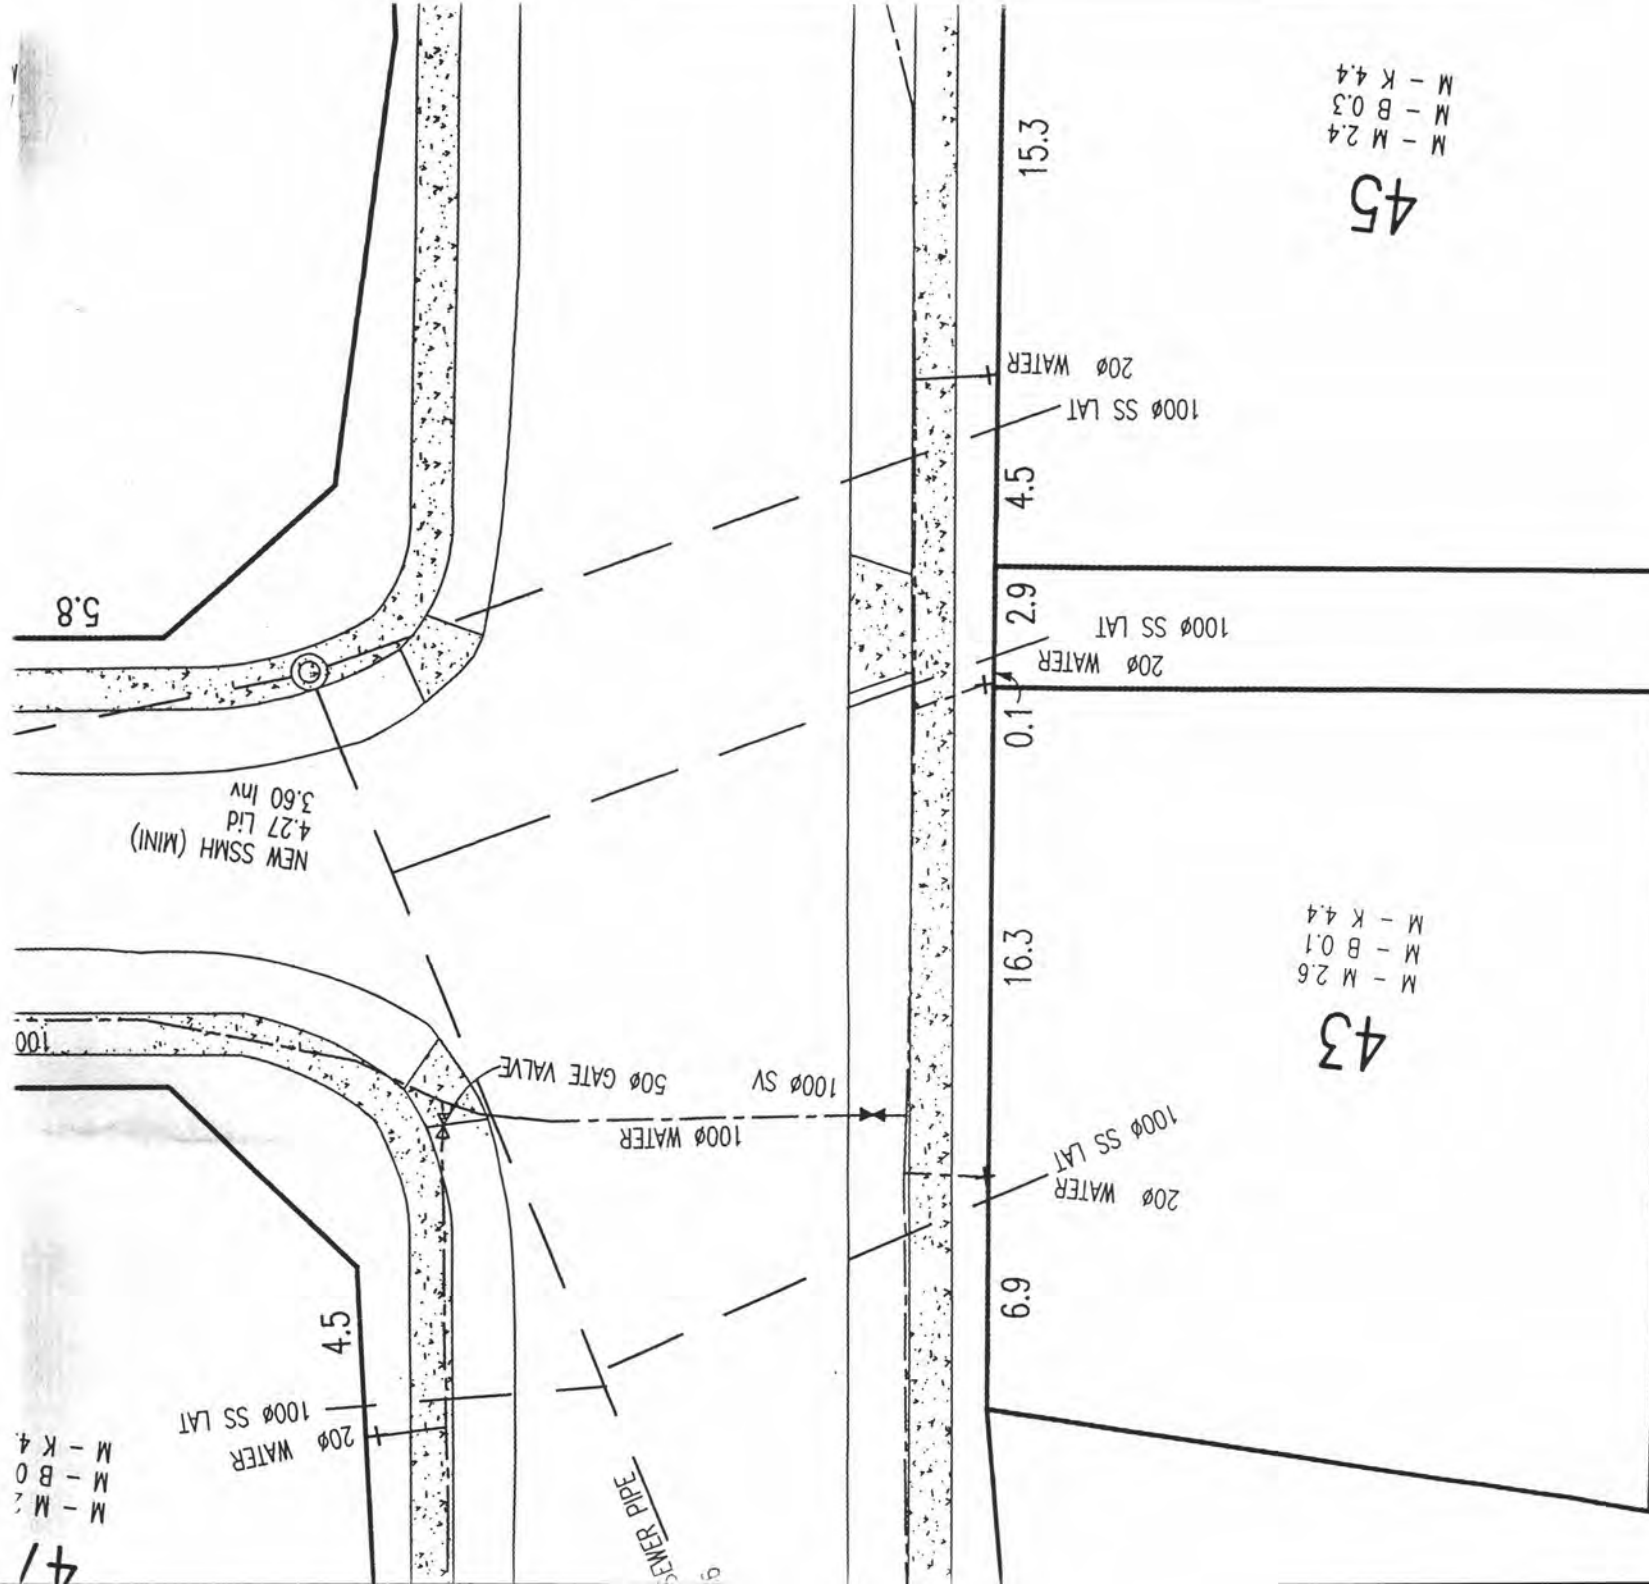 M - K 4.4
M - B 0.3
M - M 2.4
45
15.3
20ø WATER
100ø SS LAT
4.5
2.9
100ø SS LAT
20ø WATER
0.1
5.8
NEW SSMH (MINI)
4.27 Lid
3.60 Inv
16.3
M - K 4.4
M - B 0.1
M - M 2.6
43
100
50ø GATE VALVE
100ø SV
100ø WATER
100ø SS LAT
20ø WATER
6.9
4.5
100ø SS LAT
20ø WATER
M - K 4.
M - B 0
M - M
SEWER PIPE